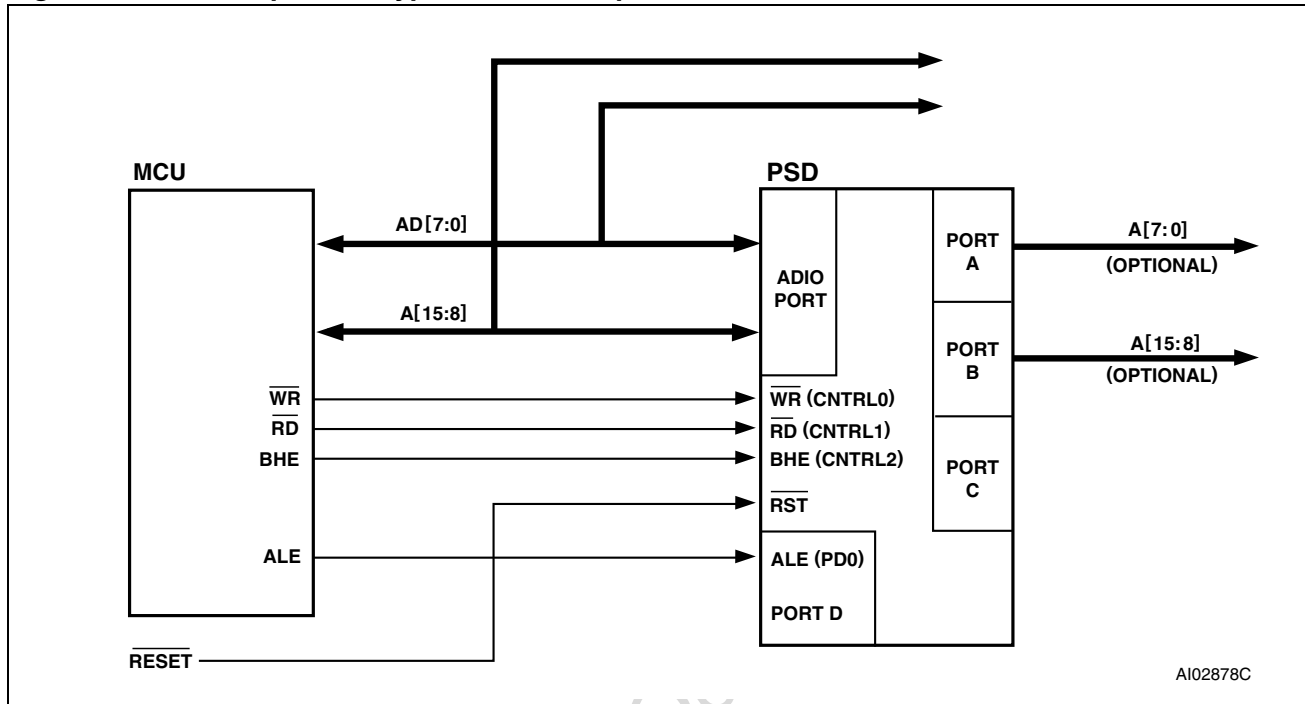 MCU
PSD
AD[7:0]
A[15:8]
WR
RD
BHE
ALE
RESET
ADIO
PORT
WR (CNTRL0)
RD (CNTRL1)
BHE (CNTRL2)
RST
ALE (PD0)
PORT D
PORT
A
PORT
B
PORT
C
A[7:0]
(OPTIONAL)
A[15:8]
(OPTIONAL)
AI02878C